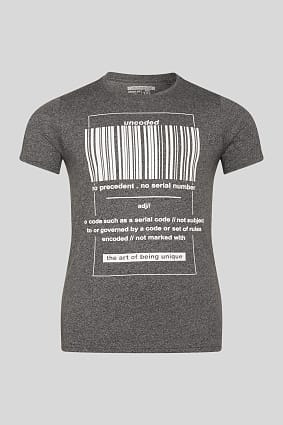 uncoded
no precedent . no serial number
adj//
o code such as a serial code // not subject
to or governed by a code or set of rules
encoded // not marked with
the art of being unique